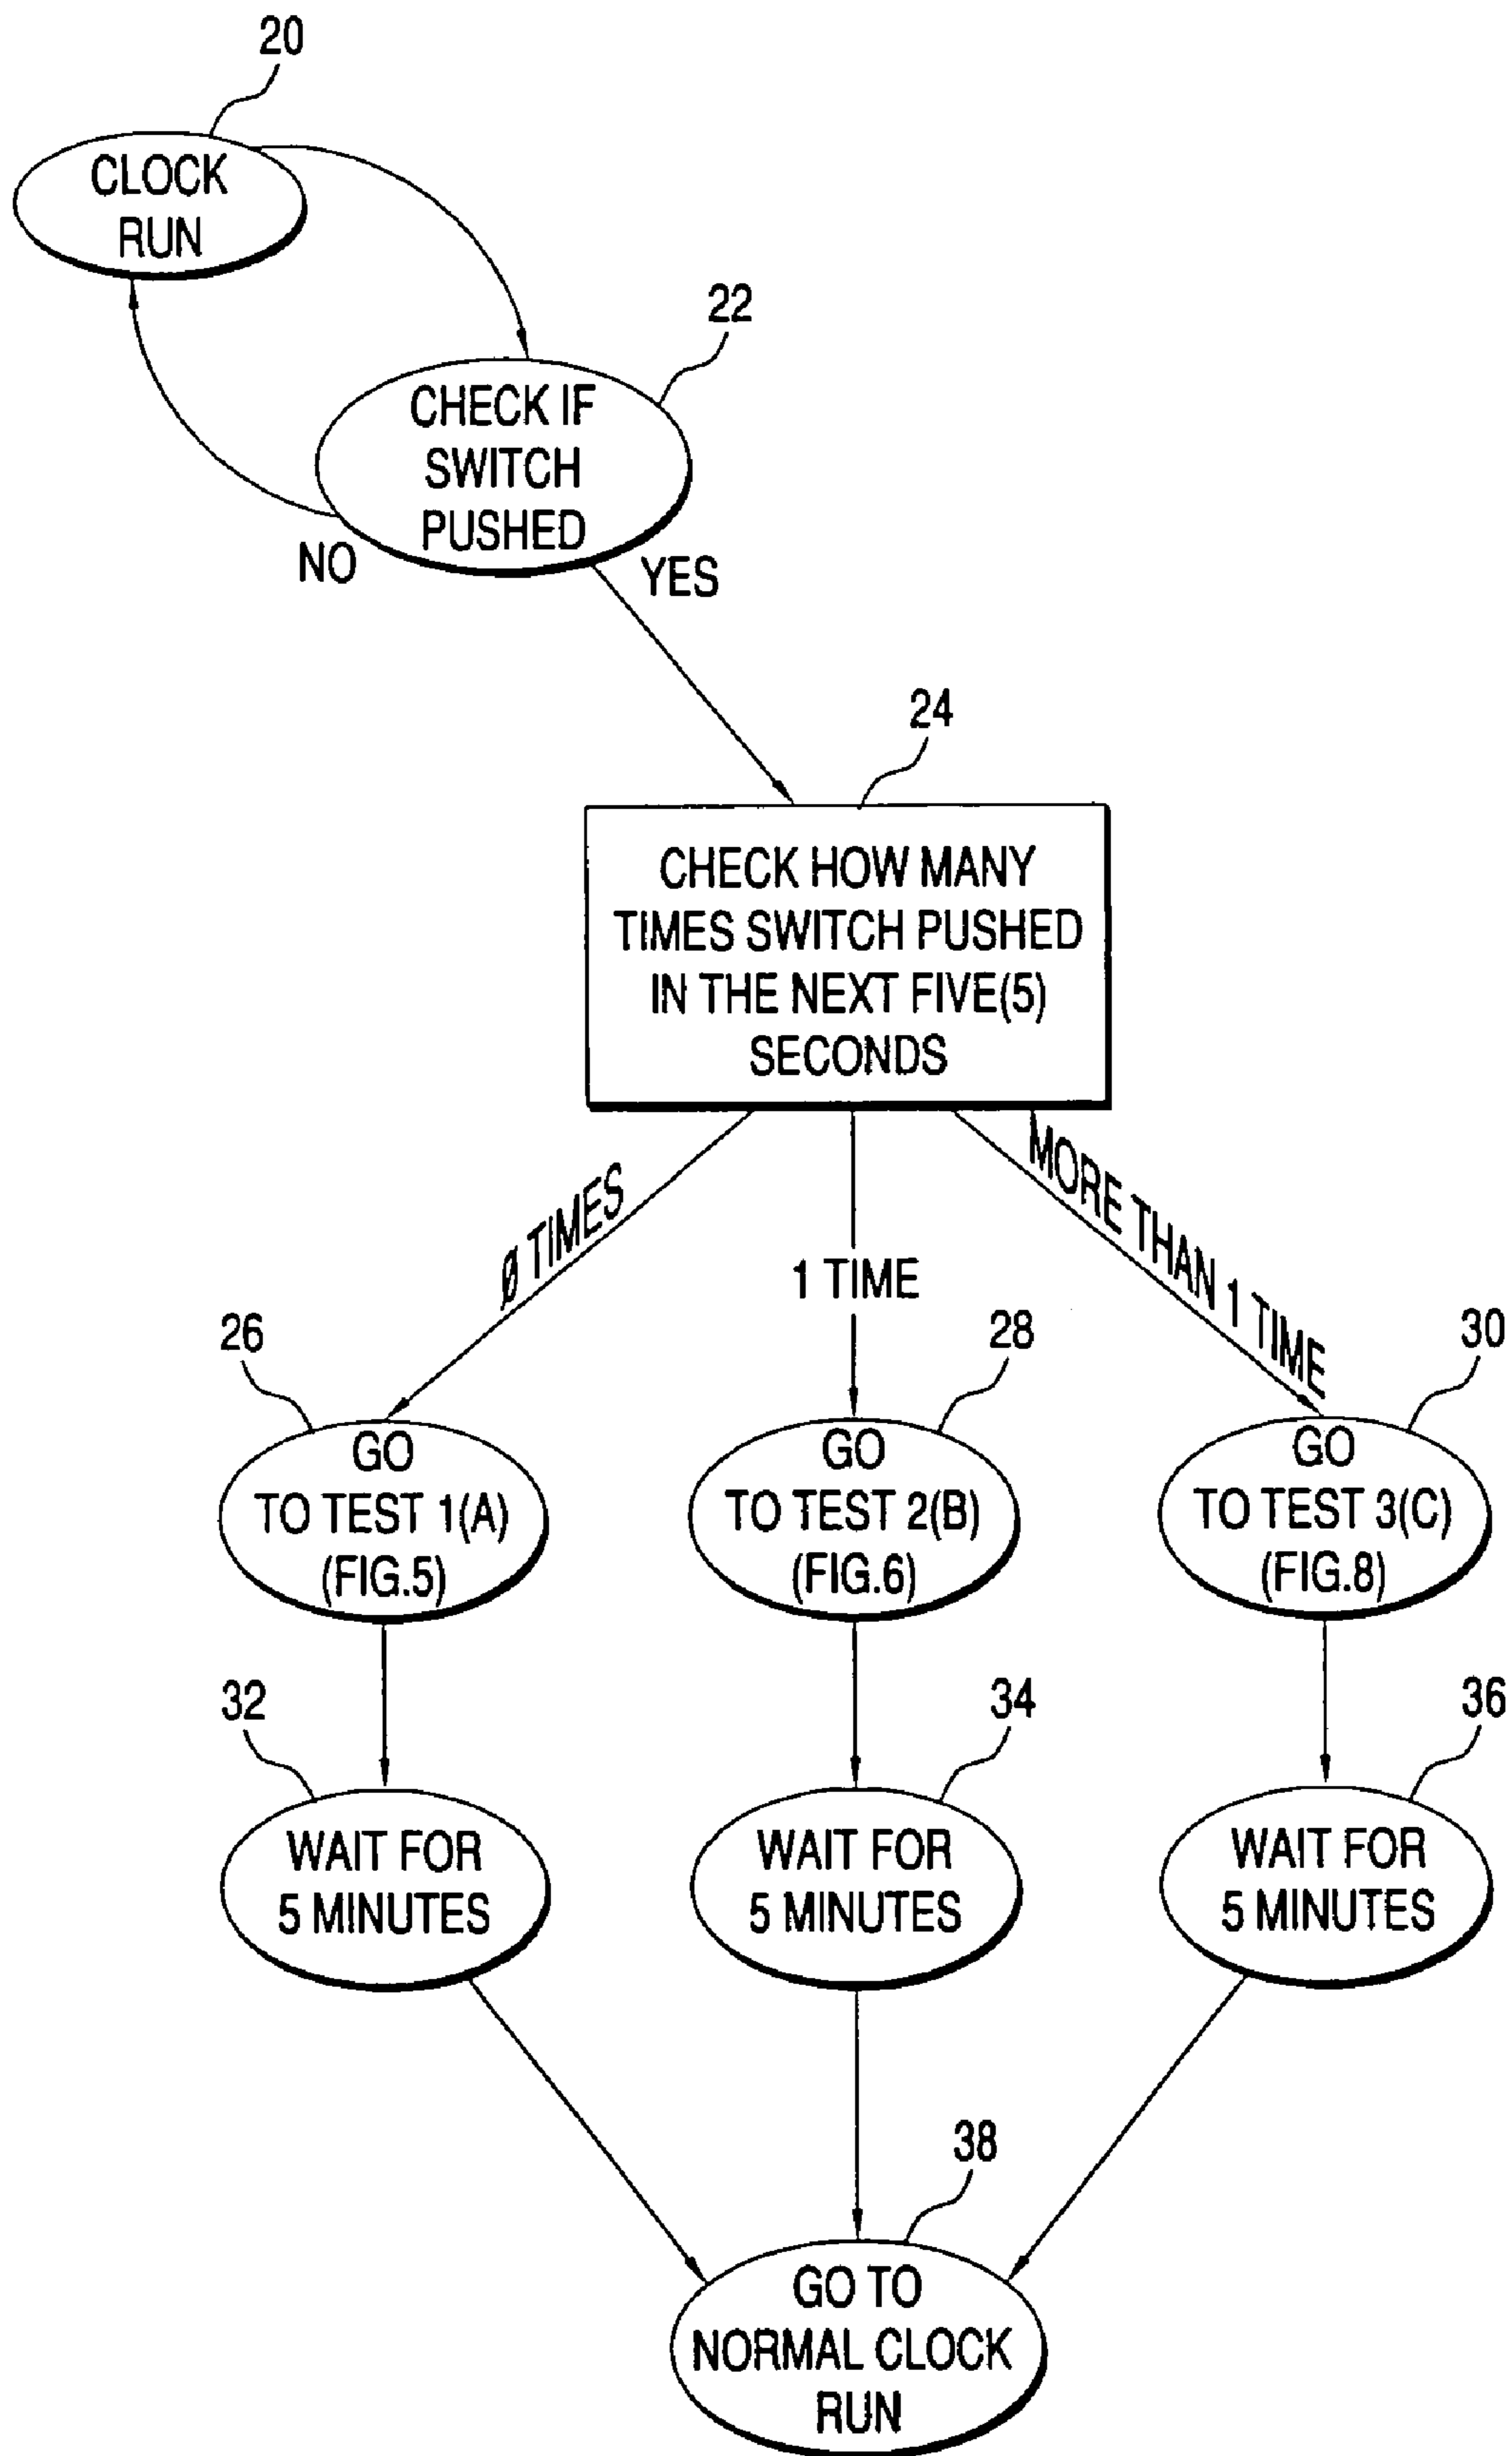 20
CLOCK
RUN
22
CHECK IF
SWITCH
PUSHED
NO
YES
24
CHECK HOW MANY
TIMES SWITCH PUSHED
IN THE NEXT FIVE(5)
SECONDS
Ø TIMES
1 TIME
MORE THAN 1 TIME
26
GO
TO TEST 1(A)
(FIG.5)
28
GO
TO TEST 2(B)
(FIG.6)
30
GO
TO TEST 3(C)
(FIG.8)
32
WAIT FOR
5 MINUTES
34
WAIT FOR
5 MINUTES
36
WAIT FOR
5 MINUTES
38
GO TO
NORMAL CLOCK
RUN